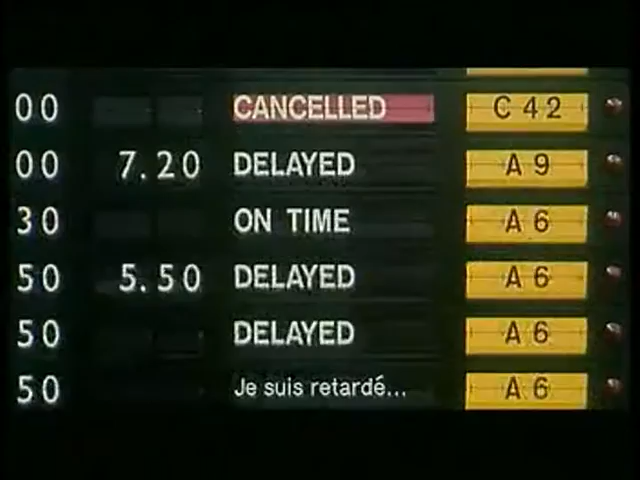 00 CANCELLED C 42
00 7.20 DELAYED A 9
30 ON TIME A 6
50 5.50 DELAYED A 6
50 DELAYED A 6
50 Je suis retardé... A 6